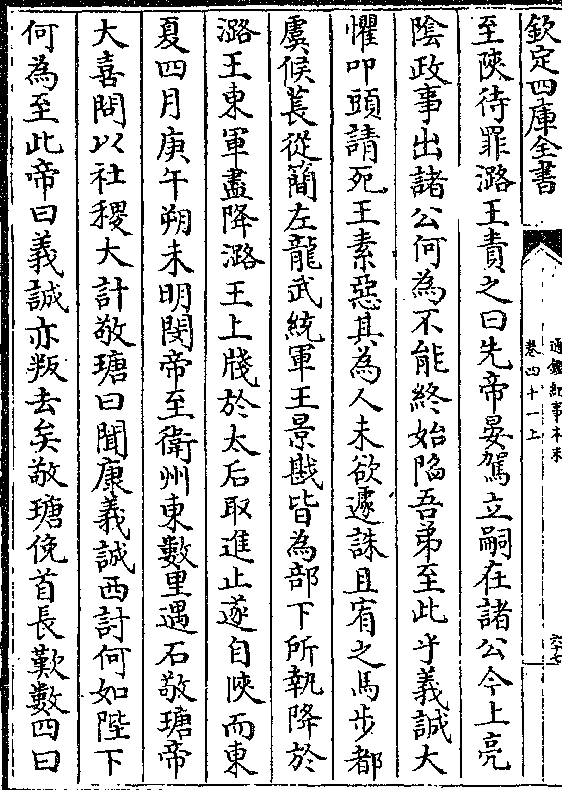 欽定四庫全書
通鑑紀事本末
卷四十一上
六十七
至陜待罪潞王責之曰先帝晏駕立嗣在諸公今上亮
隂政事出諸公何為不能終始陷吾弟至此乎義誠大
懼叩頭請死王素惡其為人未欲遽誅且宥之馬步都
虞候萇從簡左龍武統軍王景戡皆為部下所執降於
潞王東軍盡降潞王上牋於太后取進止遂自陜而東
夏四月庚午朔未明閔帝至衞州東數里遇石敬瑭帝
大喜問以社稷大計敬瑭曰聞康義誠西討何如陛下
何為至此帝曰義誠亦叛去矣敬瑭俛首長歎數四曰